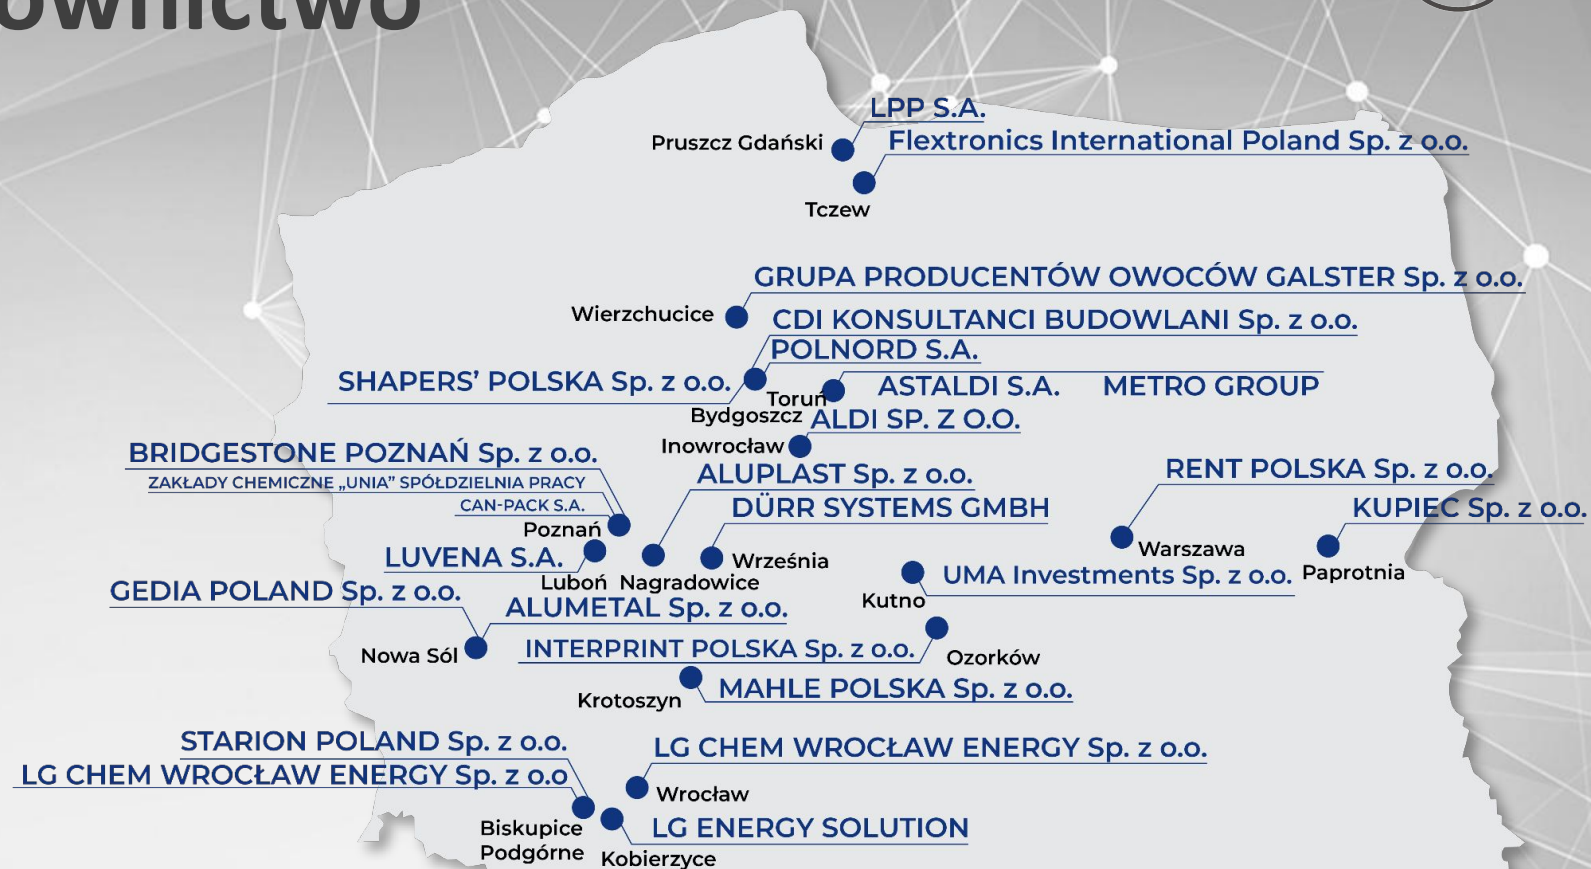 LPP S.A.
Pruszcz Gdański
Flextronics International Poland Sp. z o.o.
Tczew
GRUPA PRODUCENTÓW OWOCÓW GALSTER Sp. z o.o.
Wierzchucice
CDI KONSULTANCI BUDOWLANI Sp. z o.o.
POLNORD S.A.
SHAPERS’ POLSKA Sp. z o.o.
ASTALDI S.A. METRO GROUP
Toruń
Bydgoszcz
ALDI SP. Z O.O.
Inowrocław
BRIDGESTONE POZNAŃ Sp. z o.o.
ZAKŁADY CHEMICZNE „UNIA” SPÓŁDZIELNIA PRACY
CAN-PACK S.A.
Poznań
ALUPLAST Sp. z o.o.
DÜRR SYSTEMS GMBH
RENT POLSKA Sp. z o.o.
KUPIEC Sp. z o.o.
Warszawa
LUVENA S.A.
Września
Luboń
Nagradowice
UMA Investments Sp. z o.o.
Paprotnia
Kutno
GEDIA POLAND Sp. z o.o.
ALUMETAL Sp. z o.o.
Nowa Sól
INTERPRINT POLSKA Sp. z o.o.
Ozorków
Krotoszyn
MAHLE POLSKA Sp. z o.o.
STARION POLAND Sp. z o.o.
LG CHEM WROCŁAW ENERGY Sp. z o.o.
LG CHEM WROCŁAW ENERGY Sp. z o.o
Wrocław
Biskupice
Podgórne
LG ENERGY SOLUTION
Kobierzyce